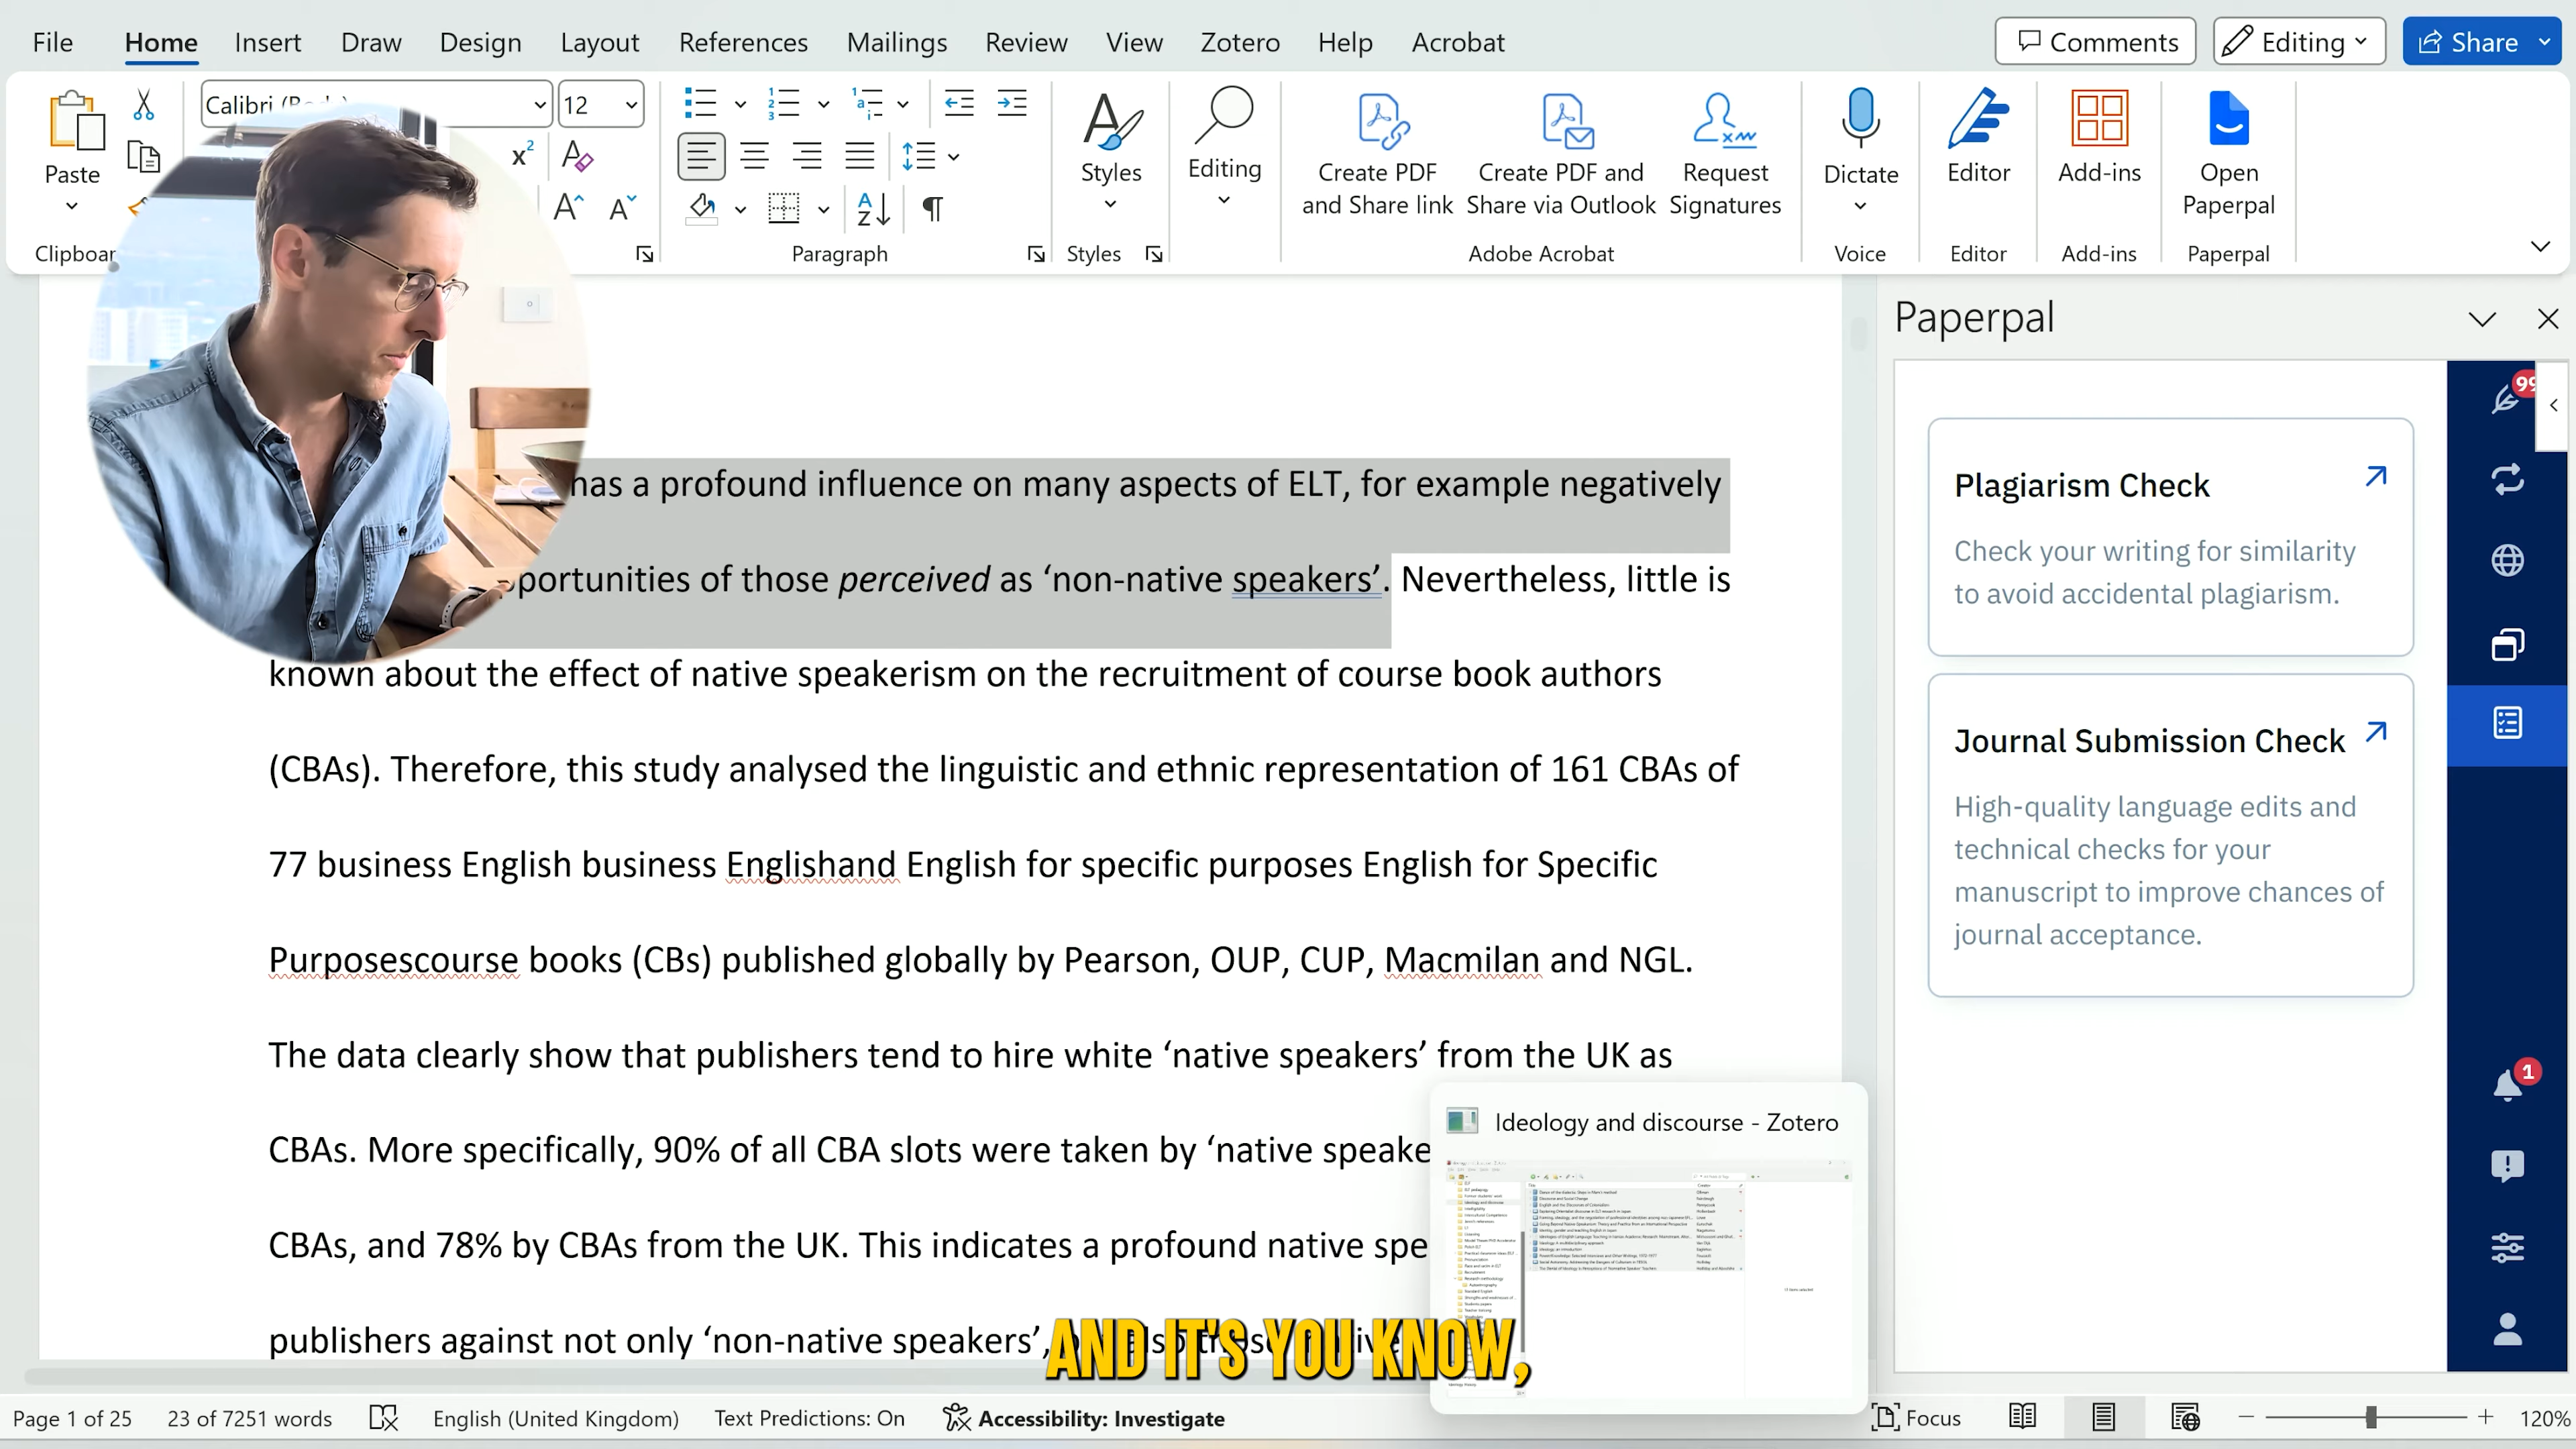 File Home Insert Draw Design Layout References Mailings Review View Zotero Help Acrobat Comments Editing Share
Calibri 12
Paste
Styles
Editing
Create PDF and Share link
Create PDF and Share via Outlook
Request Signatures
Dictate
Editor
Add-ins
Open Paperpal
Paragraph Styles Adobe Acrobat Voice Editor Add-ins Paperpal
has a profound influence on many aspects of ELT, for example negatively
of those perceived as ‘non-native speakers’. Nevertheless, little is
known about the effect of native speakerism on the recruitment of course book authors
(CBAs). Therefore, this study analysed the linguistic and ethnic representation of 161 CBAs of
77 business English business Englishand English for specific purposes English for Specific
Purposescourse books (CBs) published globally by Pearson, OUP, CUP, Macmilan and NGL.
The data clearly show that publishers tend to hire white ‘native speakers’ from the UK as
CBAs. More specifically, 90% of all CBA slots were taken by ‘native speake
CBAs, and 78% by CBAs from the UK. This indicates a profound native spe
publishers against not only ‘non-native speakers’,
Paperpal
99
Plagiarism Check
Check your writing for similarity
to avoid accidental plagiarism.
Journal Submission Check
High-quality language edits and
technical checks for your
manuscript to improve chances of
journal acceptance.
1
Ideology and discourse - Zotero
AND IT'S YOU KNOW,
Page 1 of 25 23 of 7251 words English (United Kingdom) Text Predictions: On Accessibility: Investigate Focus 120%